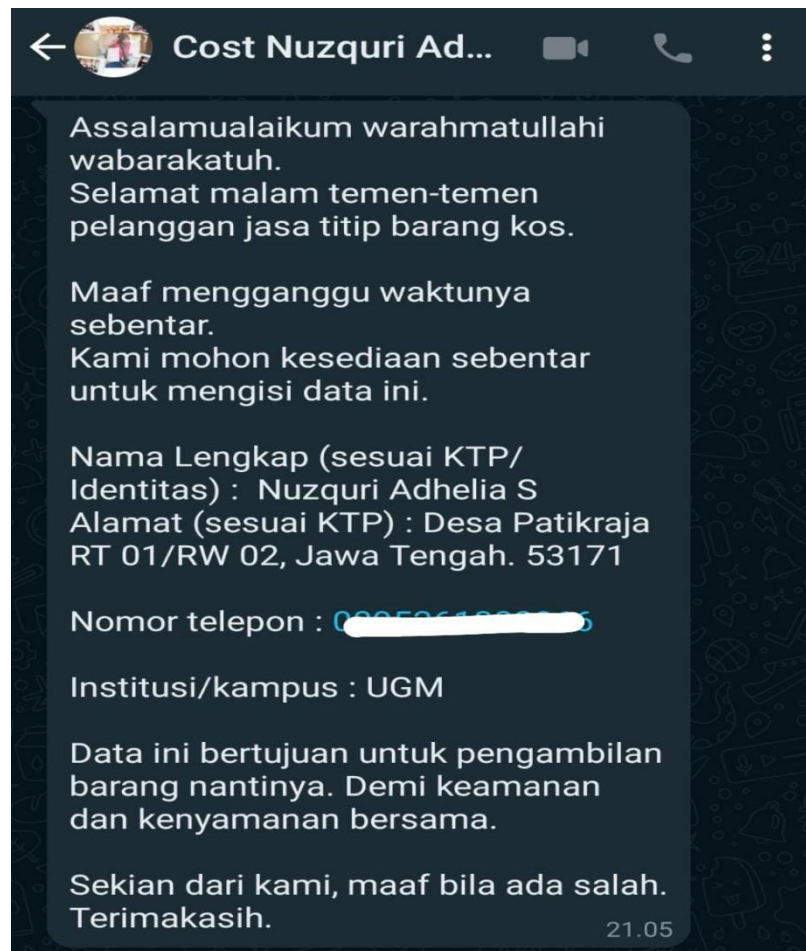 Cost Nuzquri Ad...
Assalamualaikum warahmatullahi
wabarakatuh.
Selamat malam temen-temen
pelanggan jasa titip barang kos.
Maaf mengganggu waktunya
sebentar.
Kami mohon kesediaan sebentar
untuk mengisi data ini.
Nama Lengkap (sesuai KTP/
Identitas) :  Nuzquri Adhelia S
Alamat (sesuai KTP) : Desa Patikraja
RT 01/RW 02, Jawa Tengah. 53171
Nomor telepon :
Institusi/kampus : UGM
Data ini bertujuan untuk pengambilan
barang nantinya. Demi keamanan
dan kenyamanan bersama.
Sekian dari kami, maaf bila ada salah.
Terimakasih.
21.05